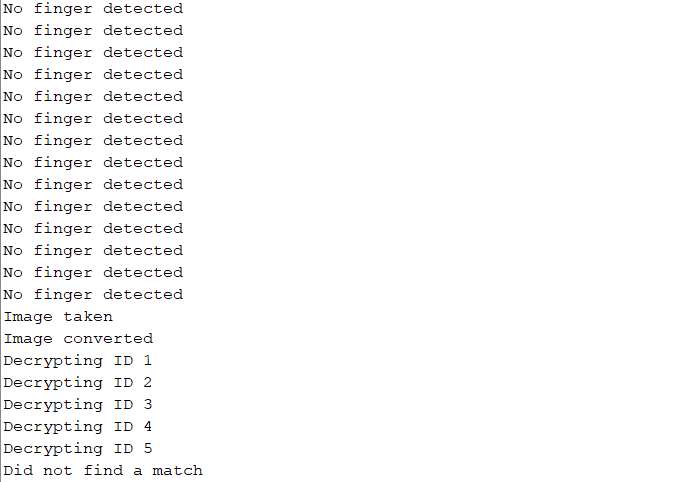 No finger detected
No finger detected
No finger detected
No finger detected
No finger detected
No finger detected
No finger detected
No finger detected
No finger detected
No finger detected
No finger detected
No finger detected
No finger detected
No finger detected
Image taken
Image converted
Decrypting ID 1
Decrypting ID 2
Decrypting ID 3
Decrypting ID 4
Decrypting ID 5
Did not find a match